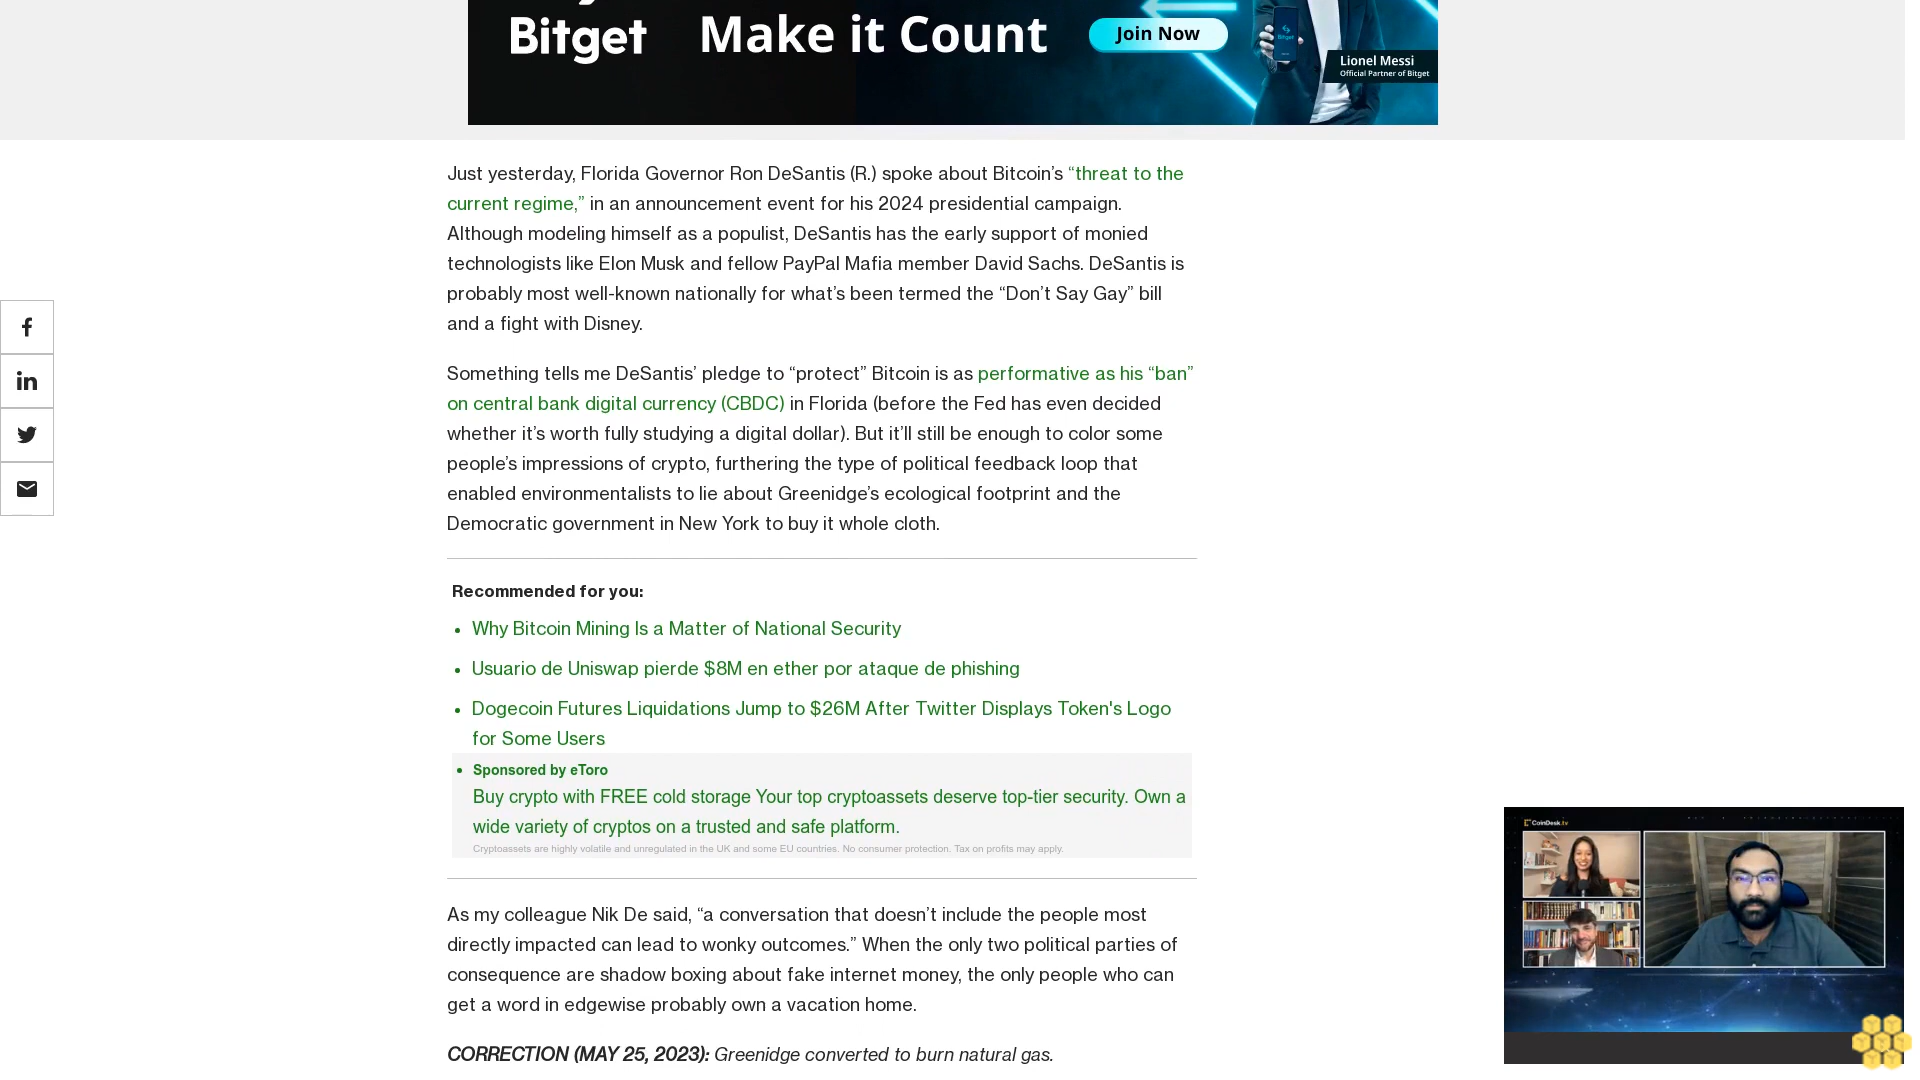 Bitget
Make it Count
Join Now
Lionel Messi
Official Partner of Bitget
Just yesterday, Florida Governor Ron DeSantis (R.) spoke about Bitcoin’s “threat to the
current regime,” in an announcement event for his 2024 presidential campaign.
Although modeling himself as a populist, DeSantis has the early support of monied
technologists like Elon Musk and fellow PayPal Mafia member David Sachs. DeSantis is
probably most well-known nationally for what’s been termed the “Don’t Say Gay” bill
and a fight with Disney.
Something tells me DeSantis’ pledge to “protect” Bitcoin is as performative as his “ban”
on central bank digital currency (CBDC) in Florida (before the Fed has even decided
whether it’s worth fully studying a digital dollar). But it’ll still be enough to color some
people’s impressions of crypto, furthering the type of political feedback loop that
enabled environmentalists to lie about Greenidge’s ecological footprint and the
Democratic government in New York to buy it whole cloth.
Recommended for you:
• Why Bitcoin Mining Is a Matter of National Security
• Usuario de Uniswap pierde $8M en ether por ataque de phishing
• Dogecoin Futures Liquidations Jump to $26M After Twitter Displays Token's Logo
for Some Users
• Sponsored by eToro
Buy crypto with FREE cold storage Your top cryptoassets deserve top-tier security. Own a
wide variety of cryptos on a trusted and safe platform.
Cryptoassets are highly volatile and unregulated in the UK and some EU countries. No consumer protection. Tax on profits may apply.
As my colleague Nik De said, “a conversation that doesn’t include the people most
directly impacted can lead to wonky outcomes.” When the only two political parties of
consequence are shadow boxing about fake internet money, the only people who can
get a word in edgewise probably own a vacation home.
CORRECTION (MAY 25, 2023): Greenidge converted to burn natural gas.
CoinDesk.tv